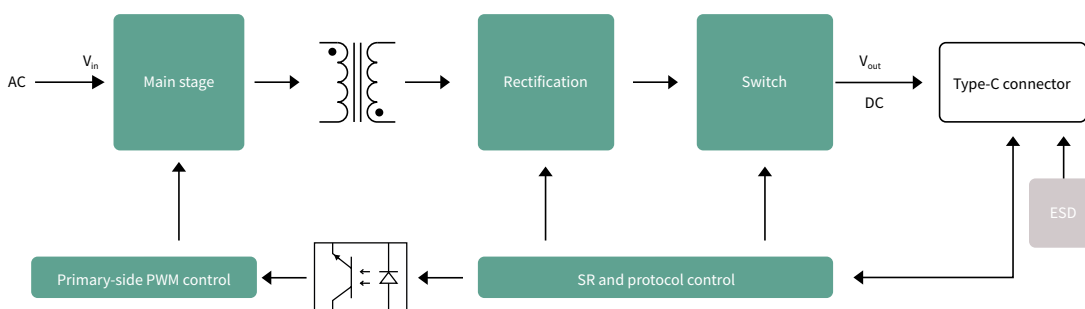 AC
Vin
Main stage
Rectification
Switch
Vout
DC
Type-C connector
ESD
Primary-side PWM control
SR and protocol control